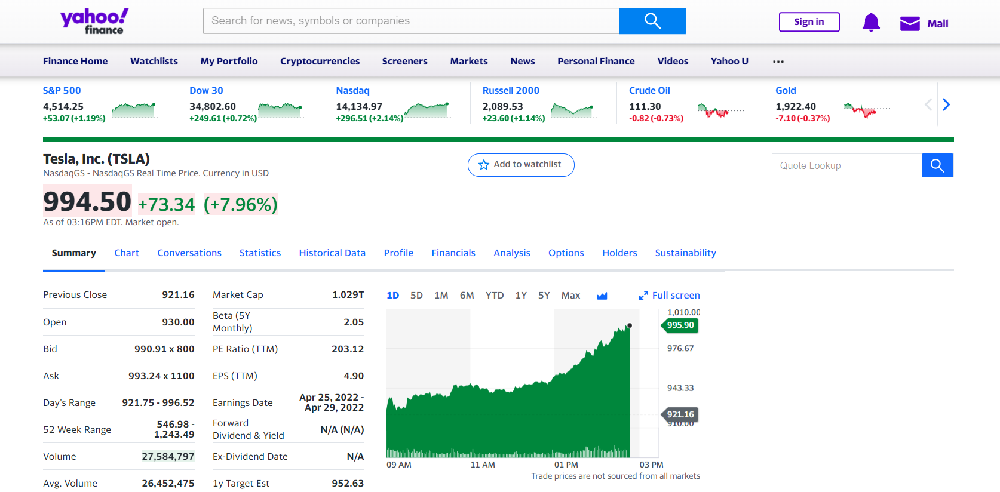 yahoo!
finance
Search for news, symbols or companies
Sign in
Mail
Finance Home Watchlists My Portfolio Cryptocurrencies Screeners Markets News Personal Finance Videos Yahoo U ...
S&P 500
4,514.25
+53.07 (+1.19%)
Dow 30
34,802.60
+249.61 (+0.72%)
Nasdaq
14,134.97
+296.51 (+2.14%)
Russell 2000
2,089.53
+23.60 (+1.14%)
Crude Oil
111.30
-0.82 (-0.73%)
Gold
1,922.40
-7.10 (-0.37%)
Tesla, Inc. (TSLA)
NasdaqGS - NasdaqGS Real Time Price. Currency in USD
Add to watchlist
Quote Lookup
994.50 +73.34 (+7.96%)
As of 03:16PM EDT. Market open.
Summary Chart Conversations Statistics Historical Data Profile Financials Analysis Options Holders Sustainability
Previous Close 921.16
Open 930.00
Bid 990.91 x 800
Ask 993.24 x 1100
Day's Range 921.75 - 996.52
52 Week Range 546.98 -
1,243.49
Volume 27,584,797
Avg. Volume 26,452,475
Market Cap 1.029T
Beta (5Y
Monthly) 2.05
PE Ratio (TTM) 203.12
EPS (TTM) 4.90
Earnings Date Apr 25, 2022 -
Apr 29, 2022
Forward
Dividend & Yield N/A (N/A)
Ex-Dividend Date N/A
1y Target Est 952.63
1D 5D 1M 6M YTD 1Y 5Y Max Full screen
1,010.00
995.90
976.67
943.33
921.16
910.00
09 AM 11 AM 01 PM 03 PM
Trade prices are not sourced from all markets